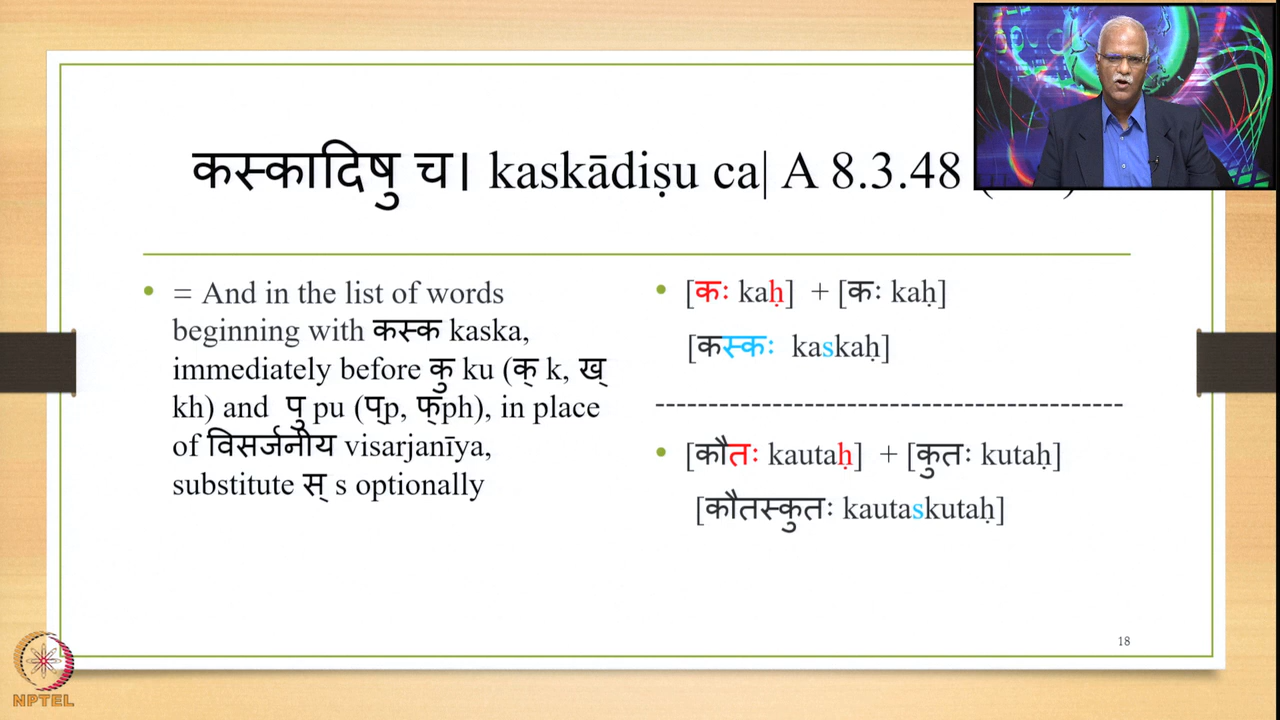 कस्कादिषु च। kaskādiṣu ca| A 8.3.48
• = And in the list of words
beginning with कस्क kaska,
immediately before कु ku (क् k, ख्
kh) and पु pu (प्p, फ्ph), in place
of विसर्जनीय visarjanīya,
substitute स् s optionally
• [कः kaḥ] + [कः kaḥ]
[कस्कः kaskaḥ]
--------------------------------------------
• [कौतः kautaḥ] + [कुतः kutaḥ]
[कौतस्कुतः kautaskutaḥ]
18
NPTEL